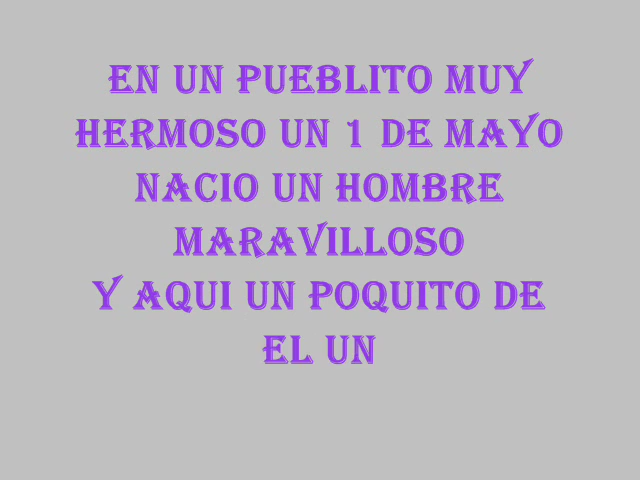 EN UN PUEBLITO MUY
HERMOSO UN 1 DE MAYO
NACIO UN HOMBRE
MARAVILLOSO
Y AQUI UN POQUITO DE
EL UN